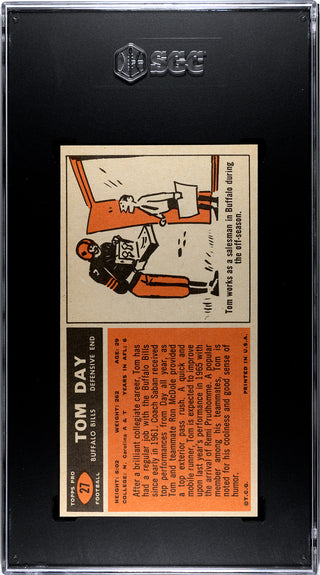 SGC
TOPPS PRO
27
FOOTBALL
TOM DAY
BUFFALO BILLS DEFENSIVE END
HEIGHT: 6/02 WEIGHT: 262 AGE: 29
COLLEGE: N. Carolina A & T YEARS IN AFL: 5
After a brilliant collegiate career, Tom has
had a regular job with the Buffalo Bills
since early in 1961. Coach Saban received
top performances from Day all year, as
Tom and teammate Ron McDole provided
a top exterior pass rush. A quick and
mobile runner, Tom is expected to improve
upon last year's performance in 1965 with
the arrival of Remi Prudhomme. A popular
member among his teammates, Tom is
noted for his coolness and good sense of
humor.
©T.C.G. PRINTED IN U.S.A.
Tom works as a salesman in Buffalo during
the off-season.